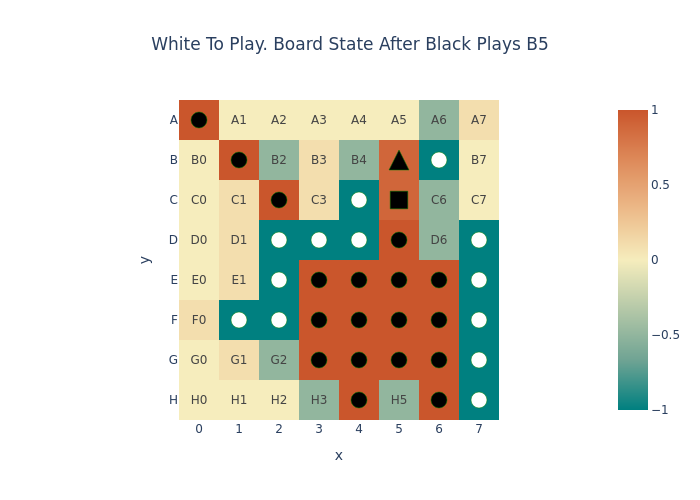 White To Play. Board State After Black Plays B5
A A1 A2 A3 A4 A5 A6 A7
B B0 B2 B3 B4 B7
C C0 C1 C3 C6 C7
D D0 D1 D6
E E0 E1
F F0
G G0 G1 G2
H H0 H1 H2 H3 H5
0 1 2 3 4 5 6 7
x
y
1
0.5
0
−0.5
−1